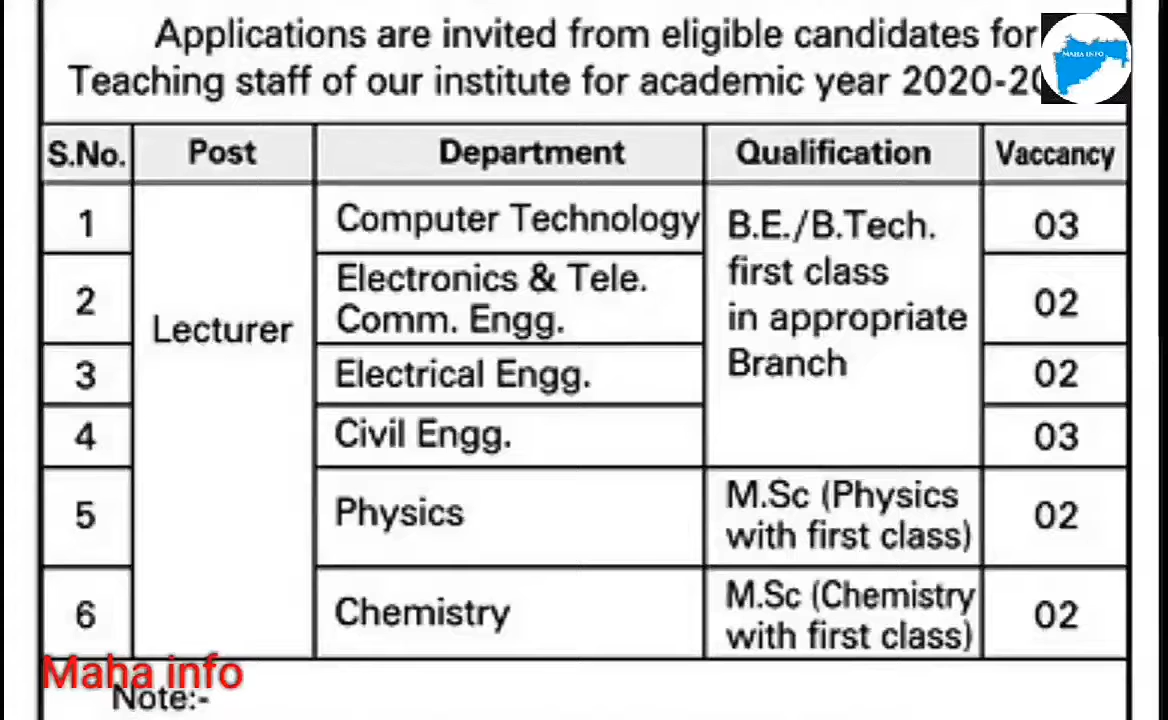 Applications are invited from eligible candidates for
Teaching staff of our institute for academic year
MAHA INFO
S.No. Post Department Qualification Vaccancy
1 Lecturer Computer Technology B.E./B.Tech. first class in appropriate Branch 03
2 Electronics & Tele. Comm. Engg. 02
3 Electrical Engg. 02
4 Civil Engg. 03
5 Physics M.Sc (Physics with first class) 02
6 Chemistry M.Sc (Chemistry with first class) 02
Maha info
Note:-